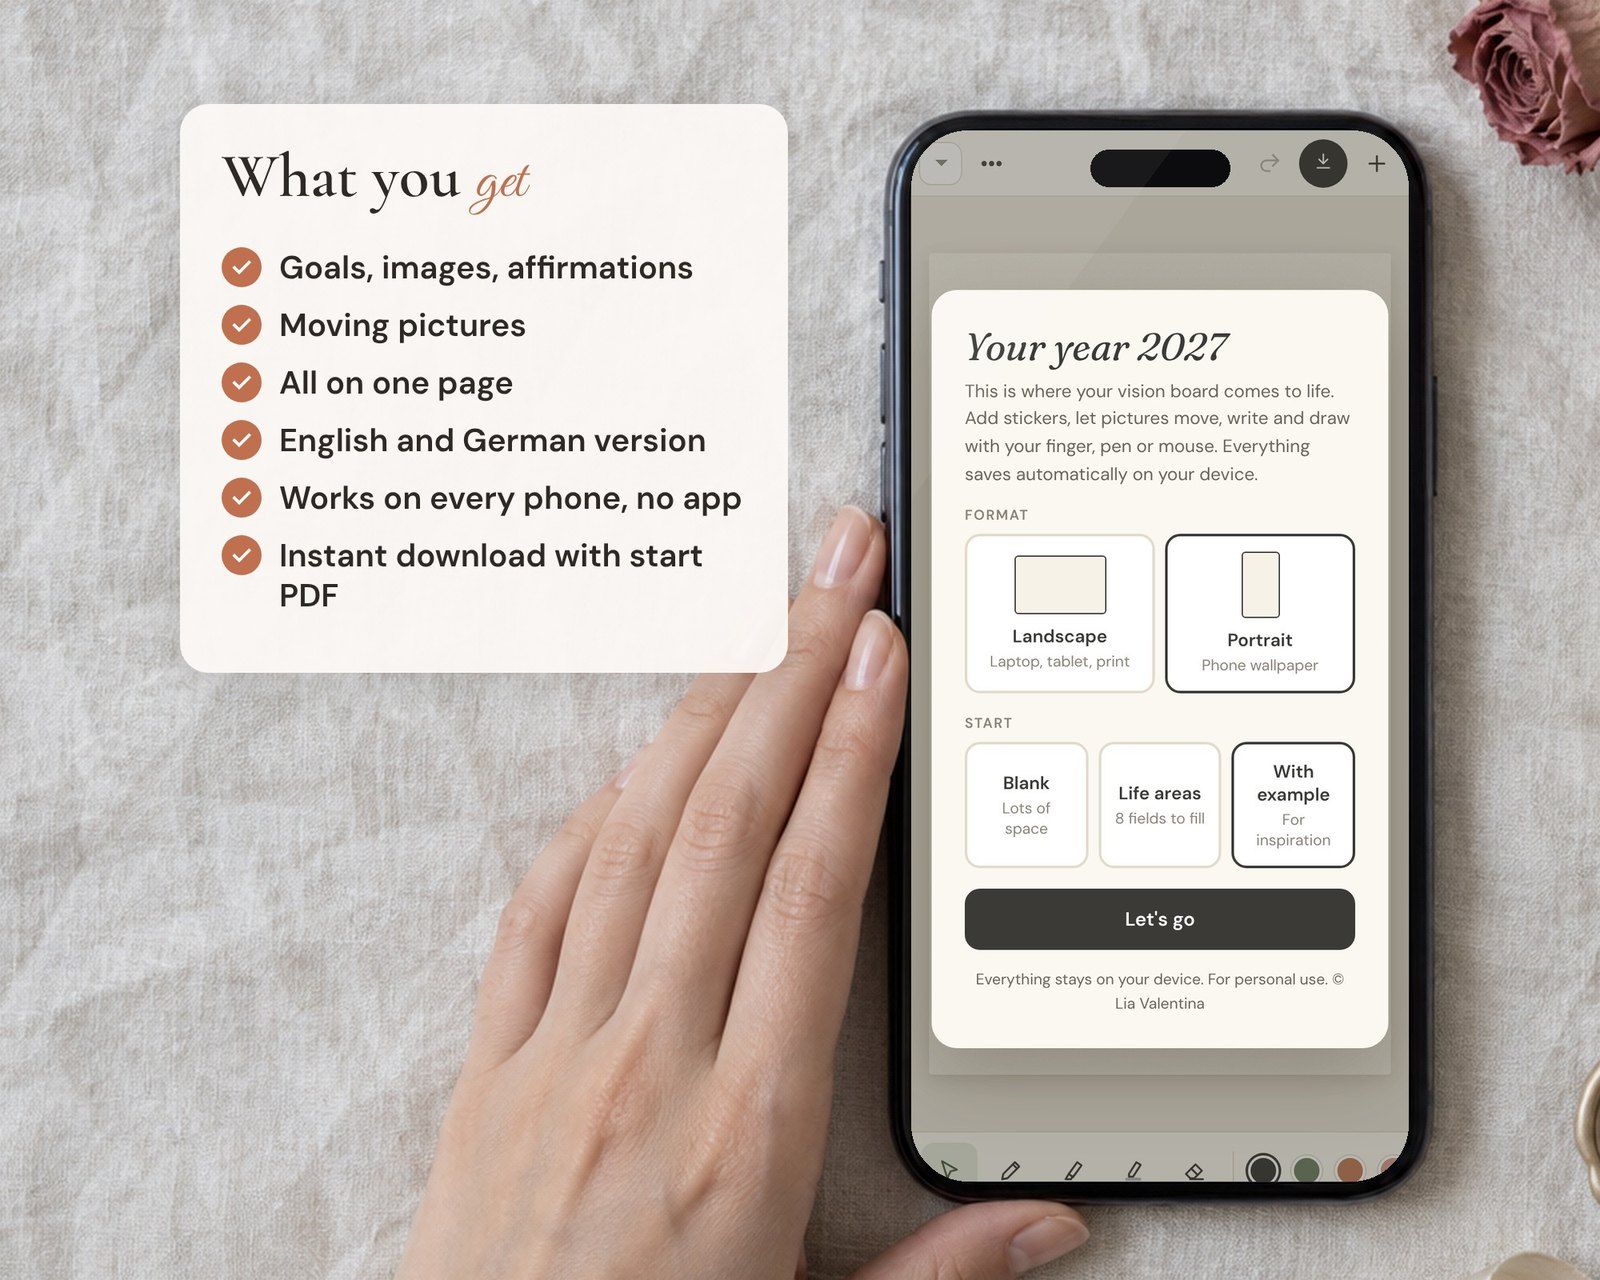 What you get
Goals, images, affirmations
Moving pictures
All on one page
English and German version
Works on every phone, no app
Instant download with start
PDF
Your year 2027
This is where your vision board comes to life.
Add stickers, let pictures move, write and draw
with your finger, pen or mouse. Everything
saves automatically on your device.
FORMAT
Landscape
Laptop, tablet, print
Portrait
Phone wallpaper
START
Blank
Lots of
space
Life areas
8 fields to fill
With
example
For
inspiration
Let's go
Everything stays on your device. For personal use. ©
Lia Valentina